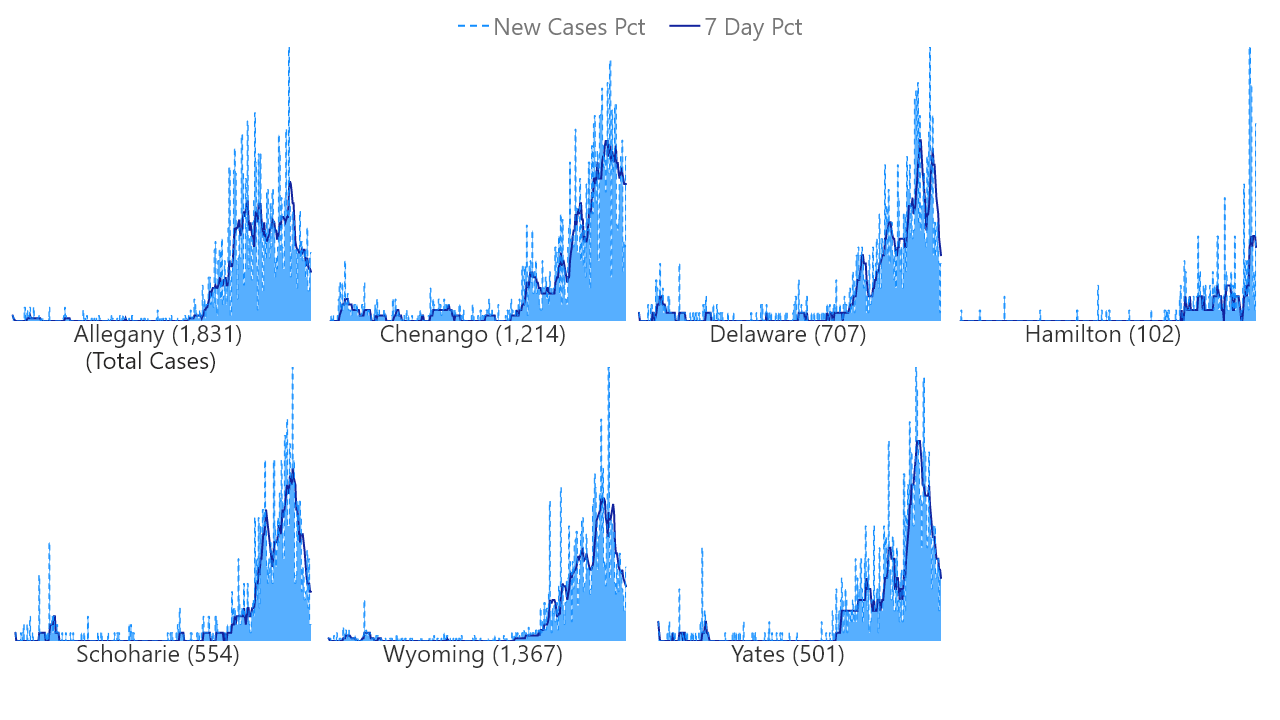 New Cases Pct 7 Day Pct
Allegany (1,831) Chenango (1,214) Delaware (707) Hamilton (102)
(Total Cases)
Schoharie (554) Wyoming (1,367) Yates (501)